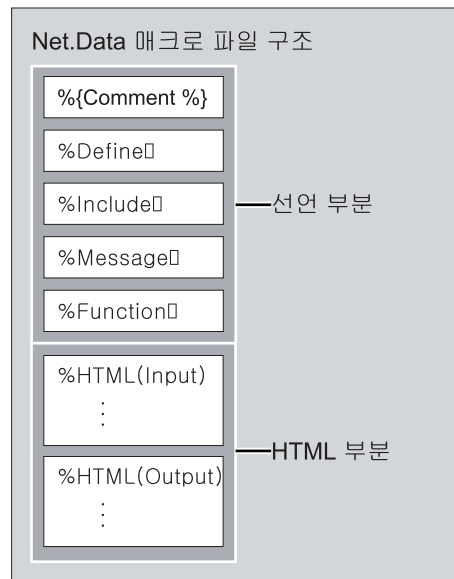 Net.Data 매크로 파일 구조
%{Comment %}
%Define▯
%Include▯
선언 부분
%Message▯
%Function▯
%HTML(Input)
⋮
HTML 부분
%HTML(Output)
⋮